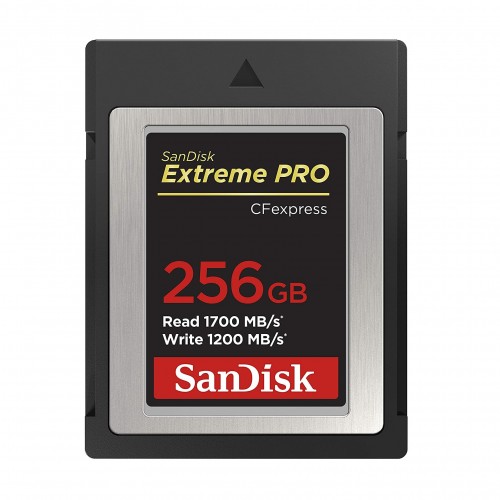 SanDisk
Extreme PRO
CFexpress
256GB
Read 1700 MB/s*
Write 1200 MB/s*
SanDisk